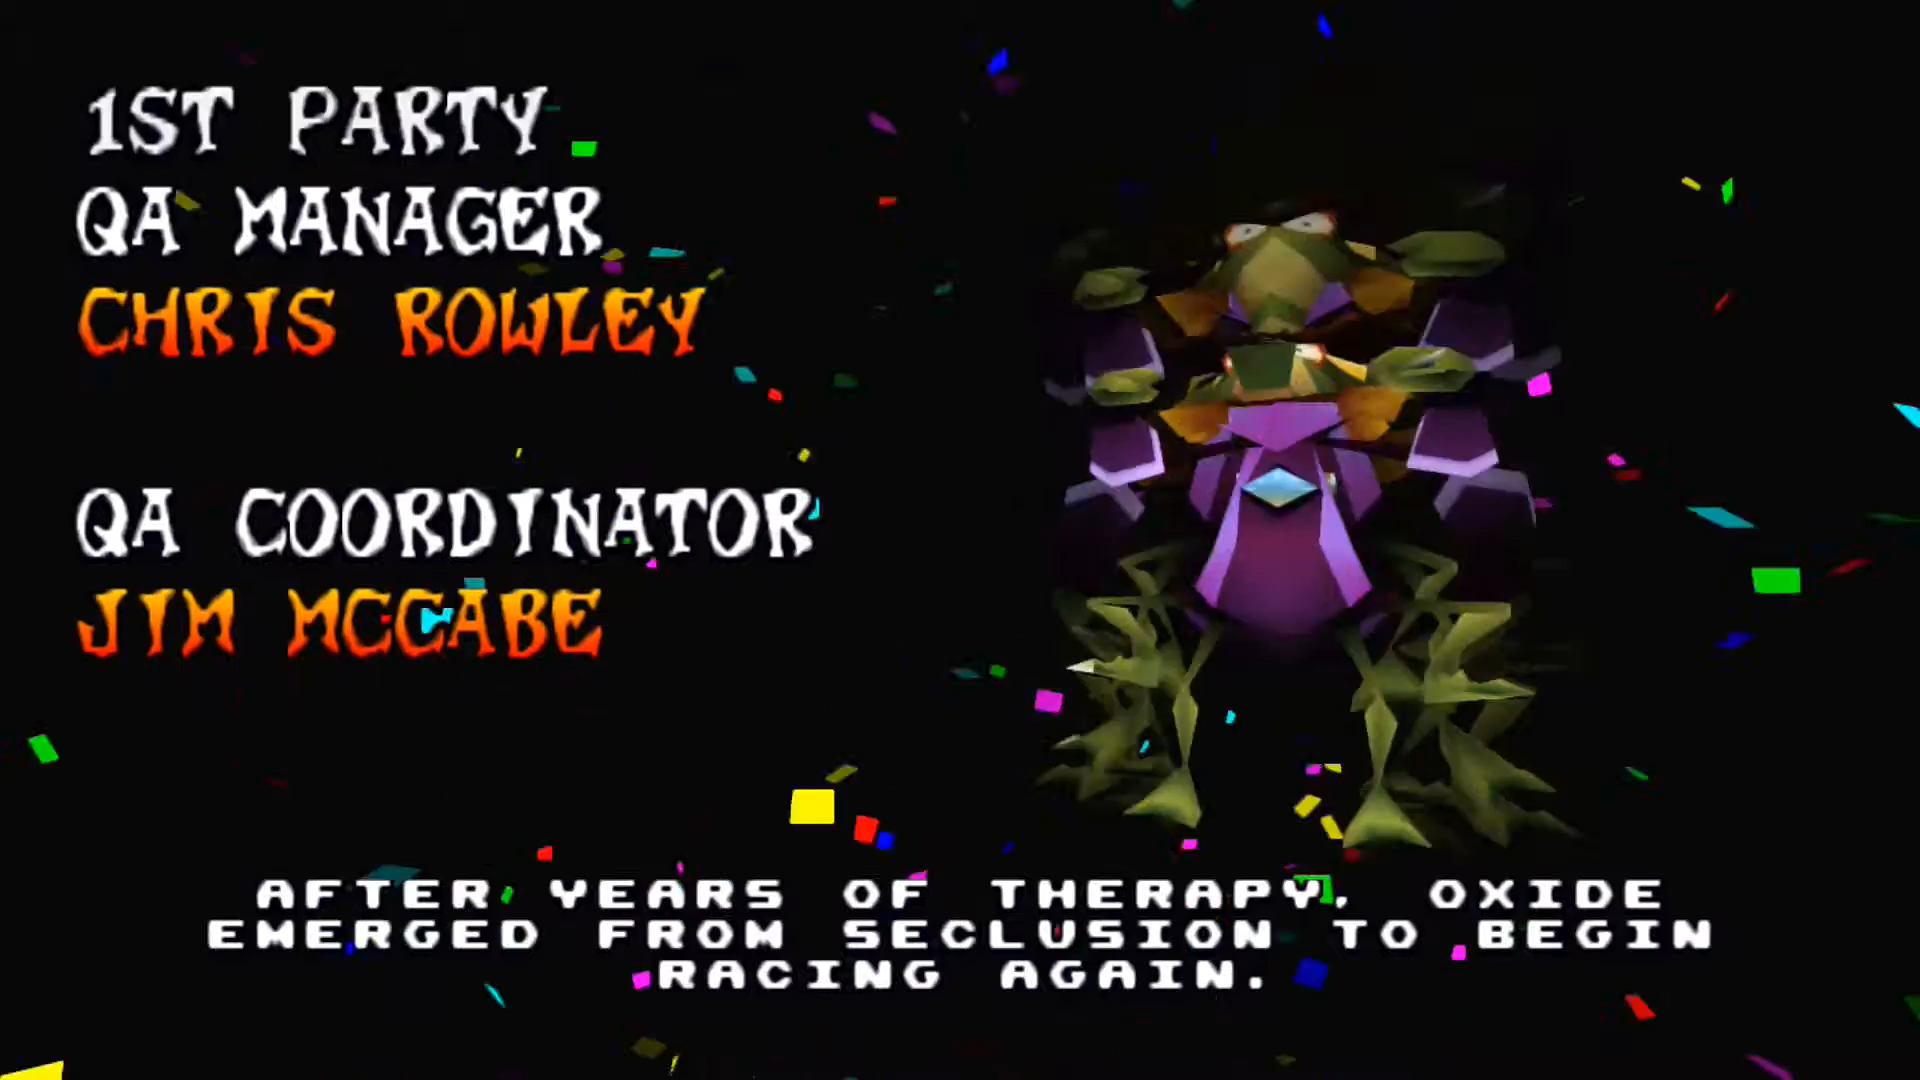 1ST PARTY
QA MANAGER
CHRIS ROWLEY
QA COORDINATOR
JIM MCCABE
AFTER YEARS OF THERAPY, OXIDE
EMERGED FROM SECLUSION TO BEGIN
RACING AGAIN.